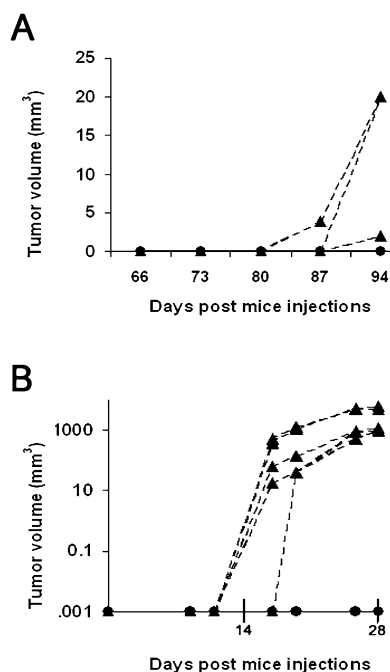 A
Tumor volume (mm³)
25
20
15
10
5
0
66 73 80 87 94
Days post mice injections
B
Tumor volume (mm³)
1000
10
0.1
.001
14 28
Days post mice injections